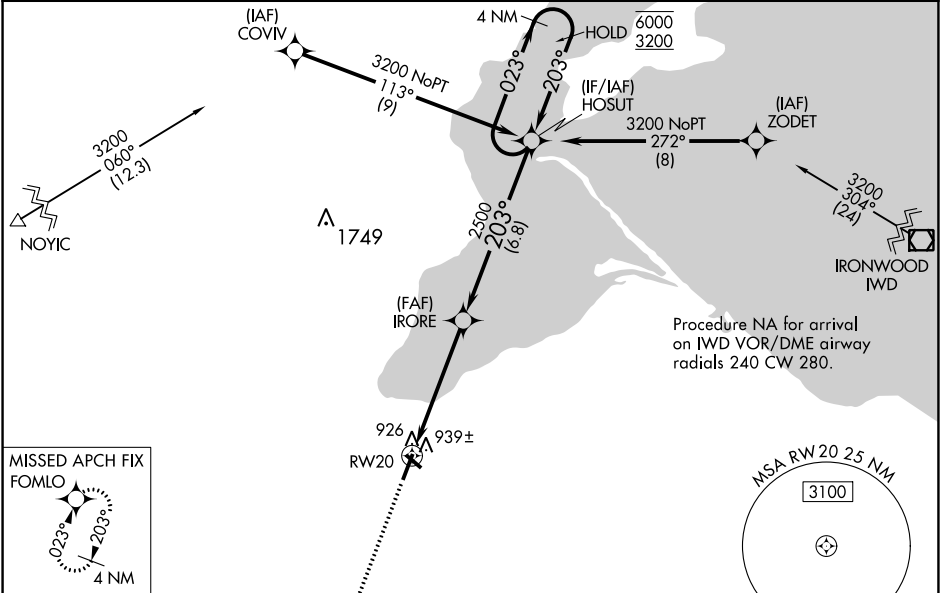 (IAF)
COVIV
4 NM
HOLD
6000
3200
023°
203°
3200 NoPT
113°
(9)
(IF/IAF)
HOSUT
(IAF)
ZODET
3200 NoPT
272°
(8)
3200
060°
(12.3)
NOYIC
3200
304°
(24)
IRONWOOD
IWD
1749
2500
203°
(6.8)
(FAF)
IRORE
Procedure NA for arrival
on IWD VOR/DME airway
radials 240 CW 280.
926
939±
RW20
MISSED APCH FIX
FOMLO
023°
203°
4 NM
MSA RW20 25 NM
3100